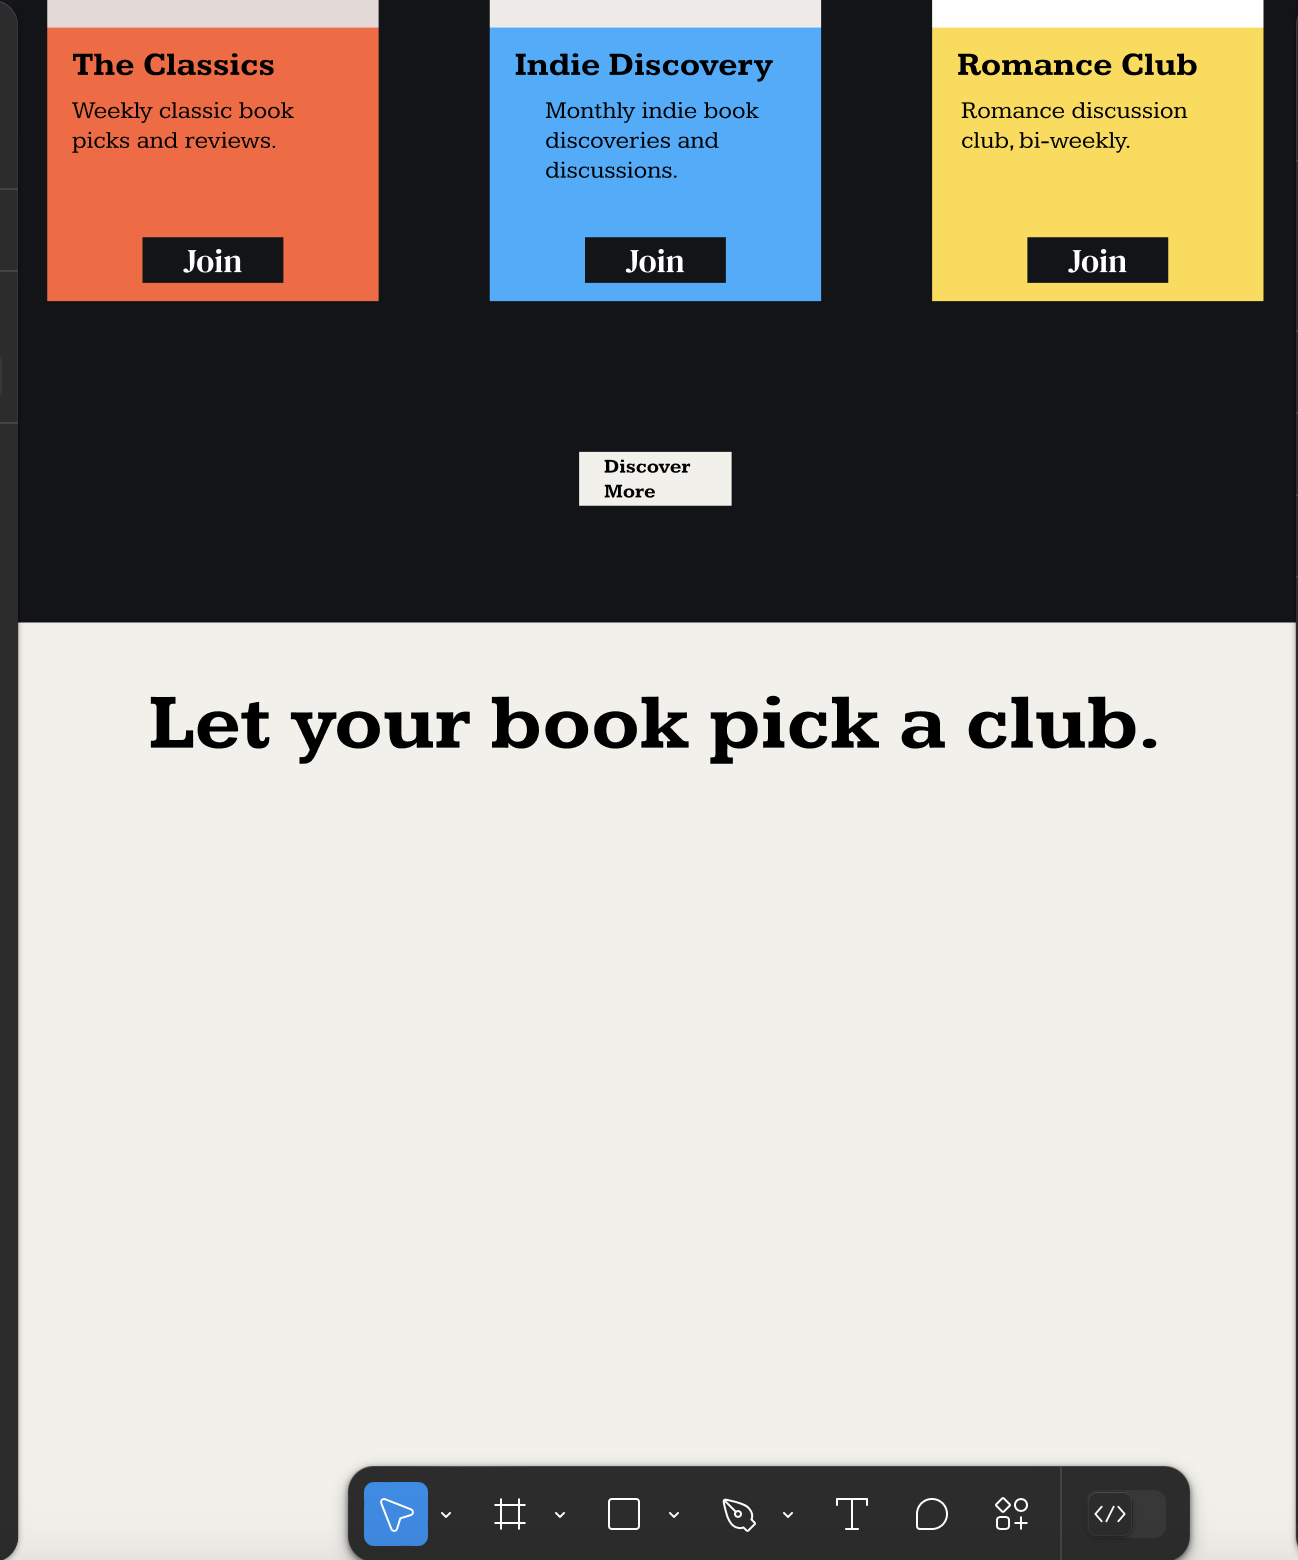 The Classics
Weekly classic book
picks and reviews.
Join
Indie Discovery
Monthly indie book
discoveries and
discussions.
Join
Romance Club
Romance discussion
club, bi-weekly.
Join
Discover
More
Let your book pick a club.